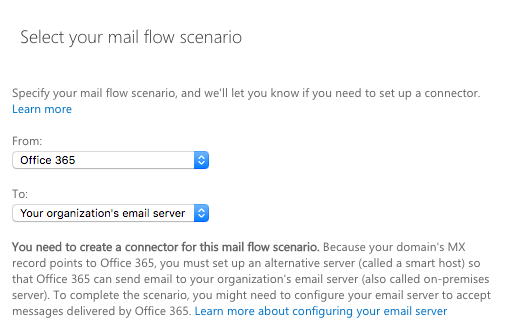 Select your mail flow scenario
Specify your mail flow scenario, and we'll let you know if you need to set up a connector.
Learn more
From:
Office 365
To:
Your organization's email server
You need to create a connector for this mail flow scenario. Because your domain's MX
record points to Office 365, you must set up an alternative server (called a smart host) so
that Office 365 can send email to your organization's email server (also called on-premises
server). To complete the scenario, you might need to configure your email server to accept
messages delivered by Office 365. Learn more about configuring your email server